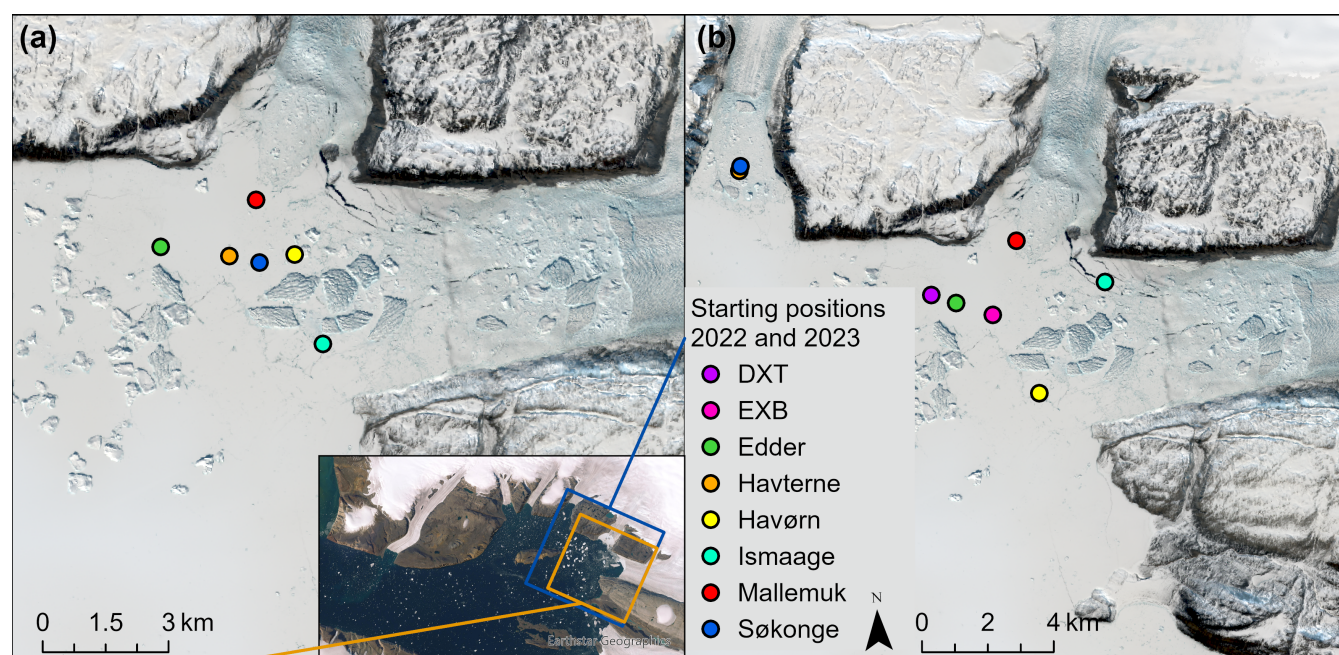 (a)
(b)
Starting positions
2022 and 2023
DXT
EXB
Edder
Havterne
Havørn
Ismaage
Mallemuk
Søkonge
0 1.5 3 km
Earthstar Geographics
N
0 2 4 km